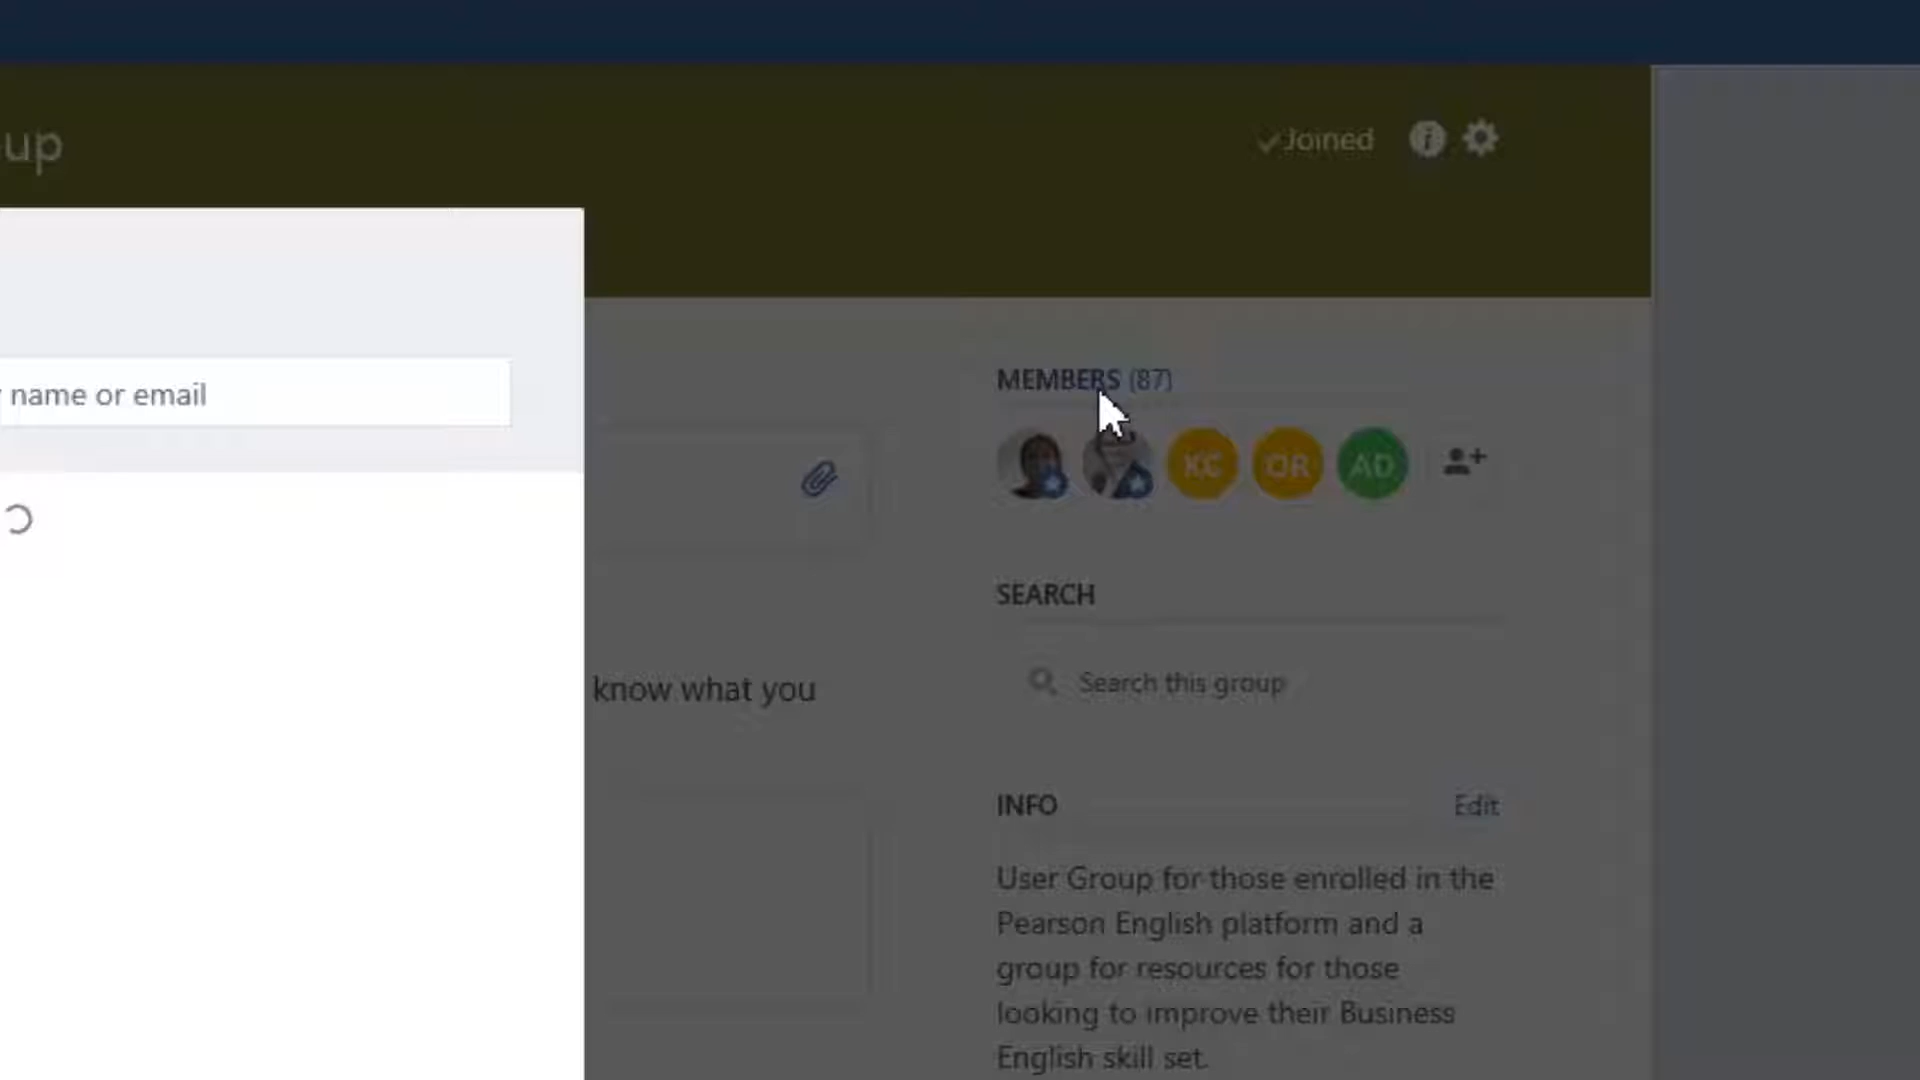 up
Joined
name or email
MEMBERS (87)
KC
OR
AD
SEARCH
know what you
Search this group
INFO
Edit
User Group for those enrolled in the
Pearson English platform and a
group for resources for those
looking to improve their Business
English skill set.